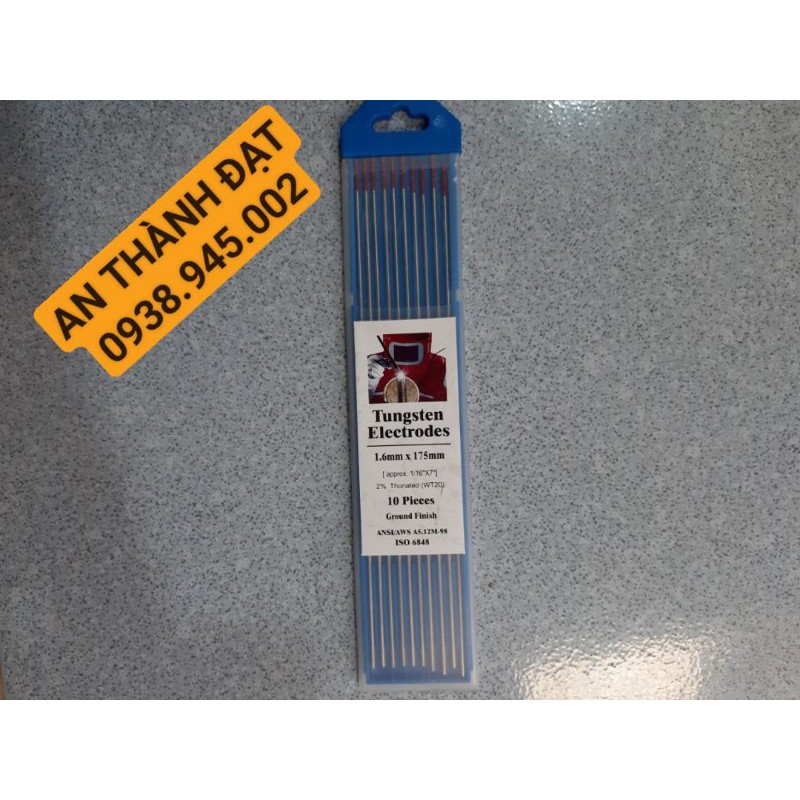 AN THÀNH ĐẠT
0938.945.002
Tungsten
Electrodes
1.6mm x 175mm
[ approx. 1/16"X7"]
2% Thoriated (WT20)
10 Pieces
Ground Finish
ANSI/AWS A5.12M-98
ISO 6848